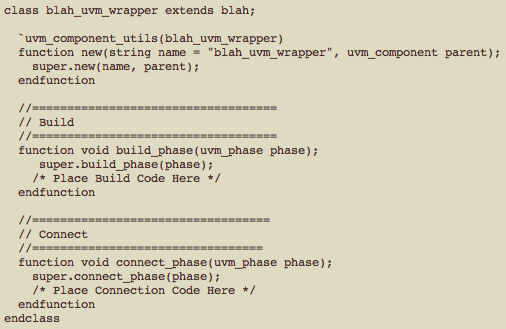 class blah_uvm_wrapper extends blah;
`uvm_component_utils(blah_uvm_wrapper)
function new(string name = "blah_uvm_wrapper", uvm_component parent);
super.new(name, parent);
endfunction
//===================================
// Build
//===================================
function void build_phase(uvm_phase phase);
super.build_phase(phase);
/* Place Build Code Here */
endfunction
//==================================
// Connect
//=================================
function void connect_phase(uvm_phase phase);
super.connect_phase(phase);
/* Place Connection Code Here */
endfunction
endclass